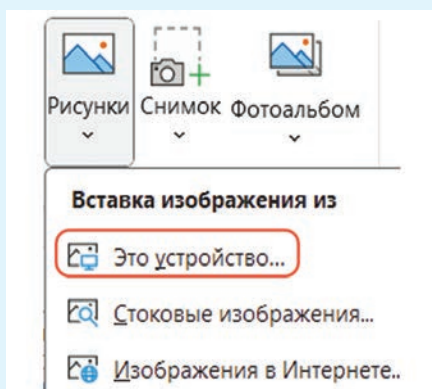 Рисунки Снимок Фотоальбом
Вставка изображения из
Это устройство...
Стоковые изображения...
Изображения в Интернете..